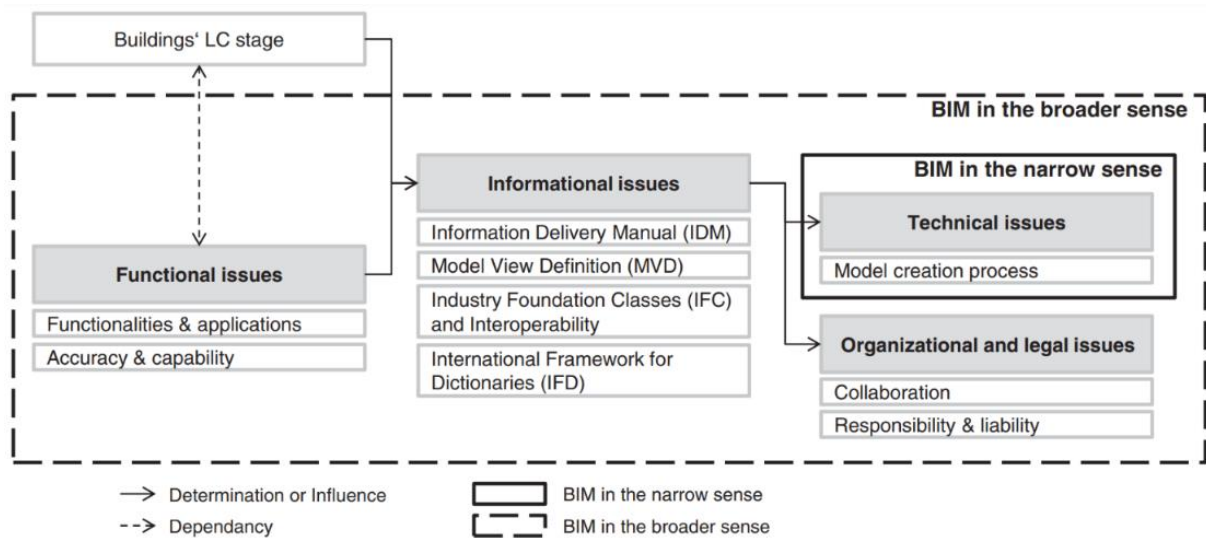 Buildings‘ LC stage
BIM in the broader sense
BIM in the narrow sense
Informational issues
Technical issues
Information Delivery Manual (IDM)
Model View Definition (MVD)
Model creation process
Functional issues
Industry Foundation Classes (IFC)
and Interoperability
Functionalities & applications
Organizational and legal issues
Accuracy & capability
International Framework for
Dictionaries (IFD)
Collaboration
Responsibility & liability
Determination or Influence
BIM in the narrow sense
Dependancy
BIM in the broader sense